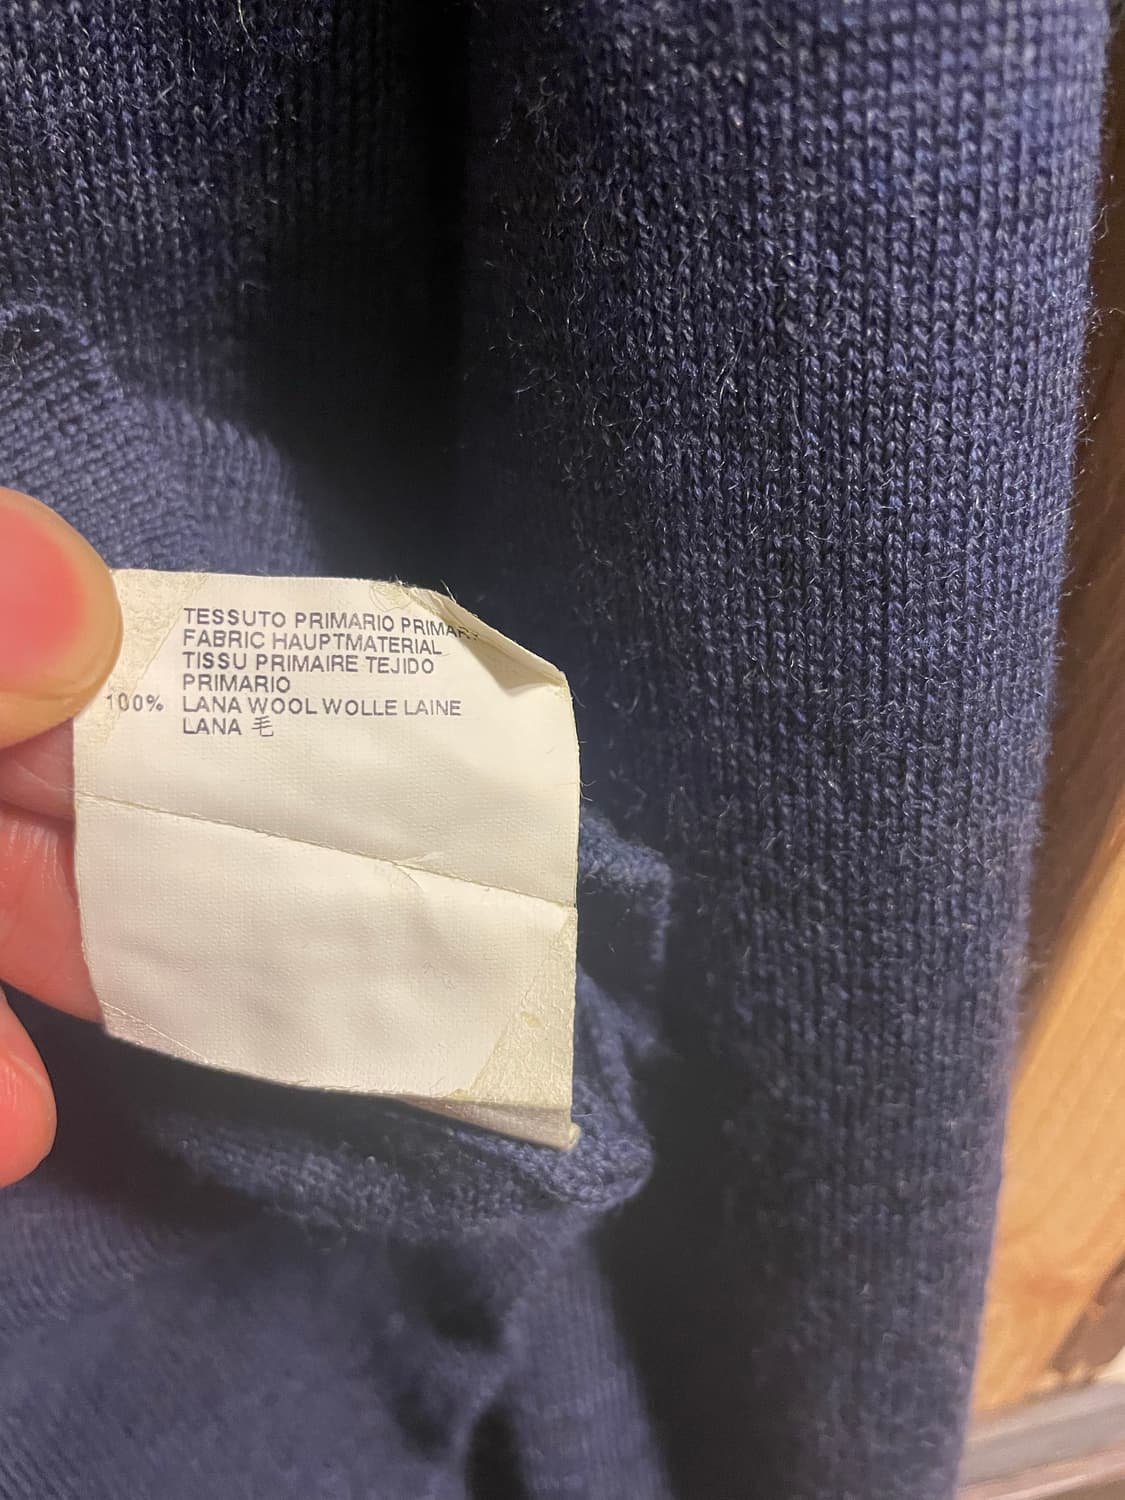 TESSUTO PRIMARIO PRIMARY
FABRIC HAUPTMATERIAL
TISSU PRIMAIRE TEJIDO
PRIMARIO
100% LANA WOOL WOLLE LAINE
LANA 毛